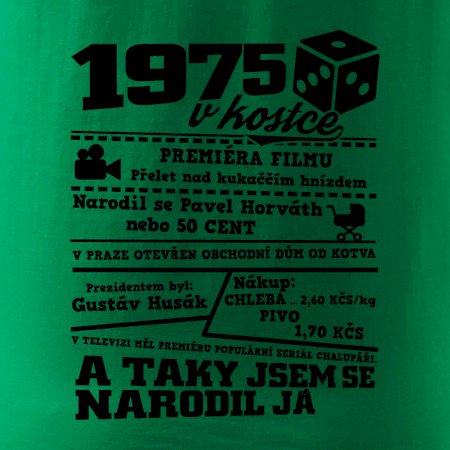 1975
v kostce
PREMIÉRA FILMU
Přelet nad kukaččím hnízdem
Narodil se Pavel Horváth
nebo 50 CENT
V PRAZE OTEVŘEN OBCHODNÍ DŮM OD KOTVA
Prezidentem byl:
Gustáv Husák
Nákup:
CHLEBA ... 2,60 KČS/kg
PIVO
1,70 KČS
V TELEVIZI MĚL PREMIÉRU POPULÁRNÍ SERIÁL CHALUPÁŘI.
A TAKY JSEM SE
NARODIL JÁ